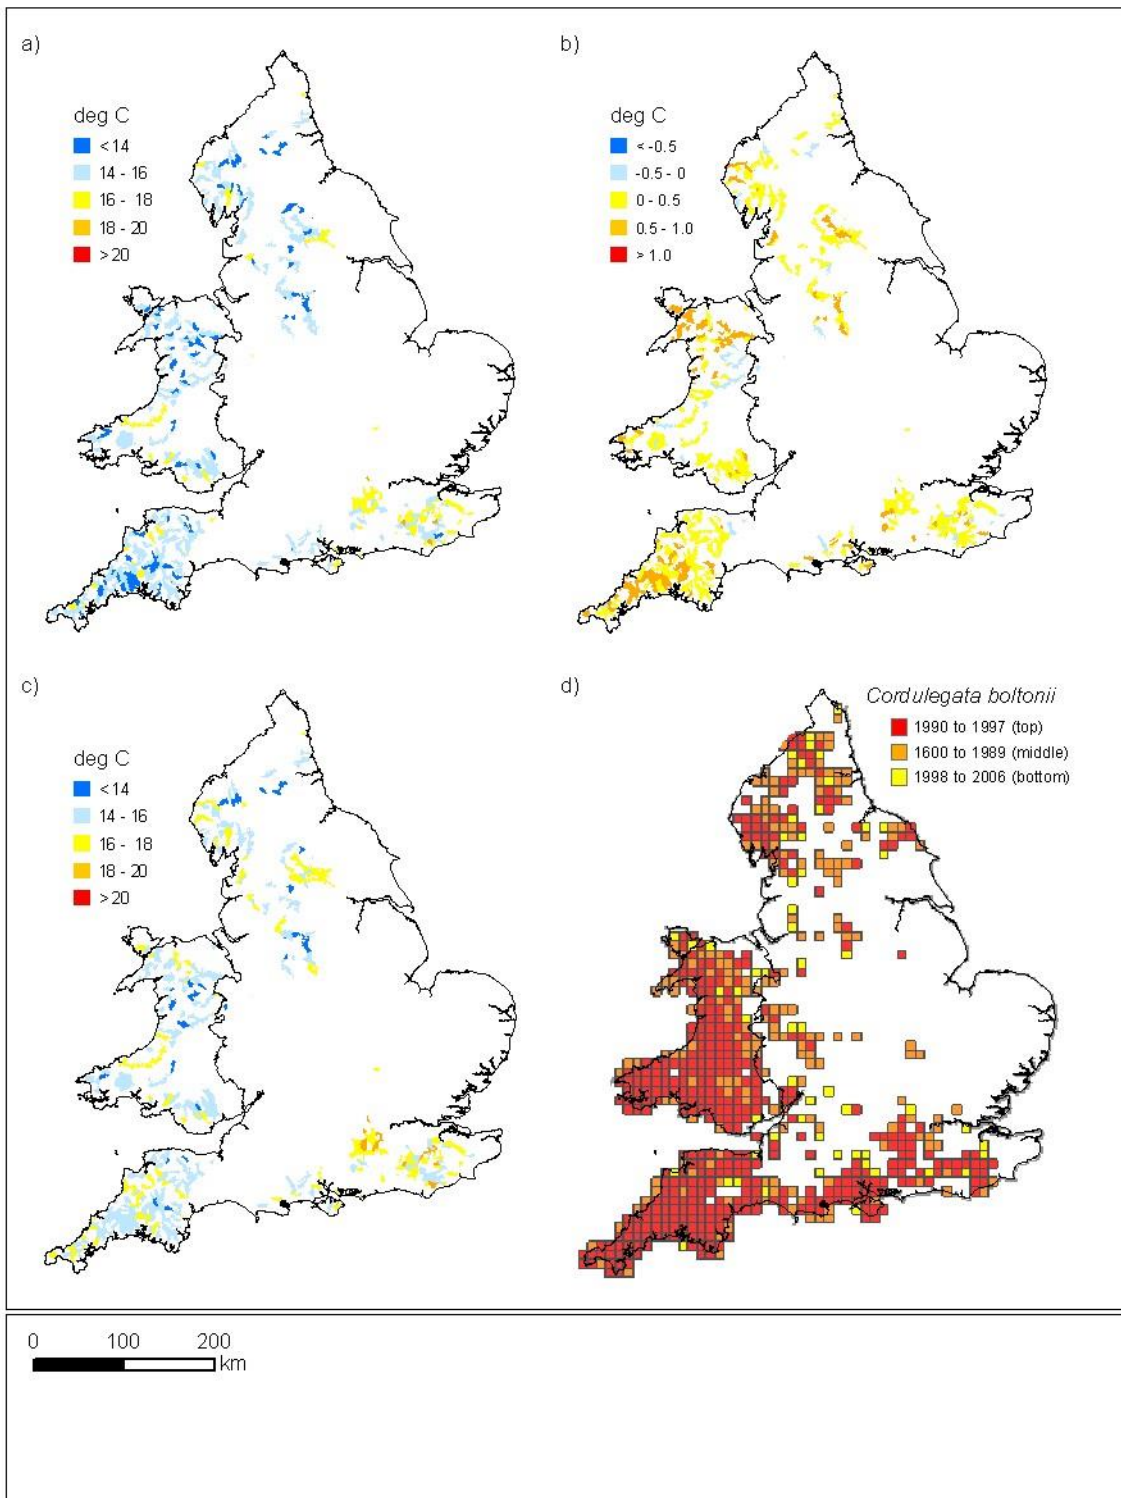 a)
deg C
<14
14 - 16
16 - 18
18 - 20
>20
b)
deg C
< -0.5
-0.5 - 0
0 - 0.5
0.5 - 1.0
> 1.0
c)
deg C
<14
14 - 16
16 - 18
18 - 20
>20
d)
Cordulegata boltonii
1990 to 1997 (top)
1600 to 1989 (middle)
1998 to 2006 (bottom)
0 100 200
km